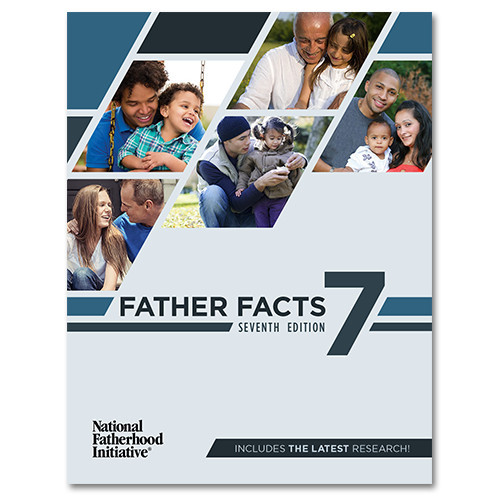 FATHER FACTS 7
SEVENTH EDITION
National
Fatherhood
Initiative®
INCLUDES THE LATEST RESEARCH!